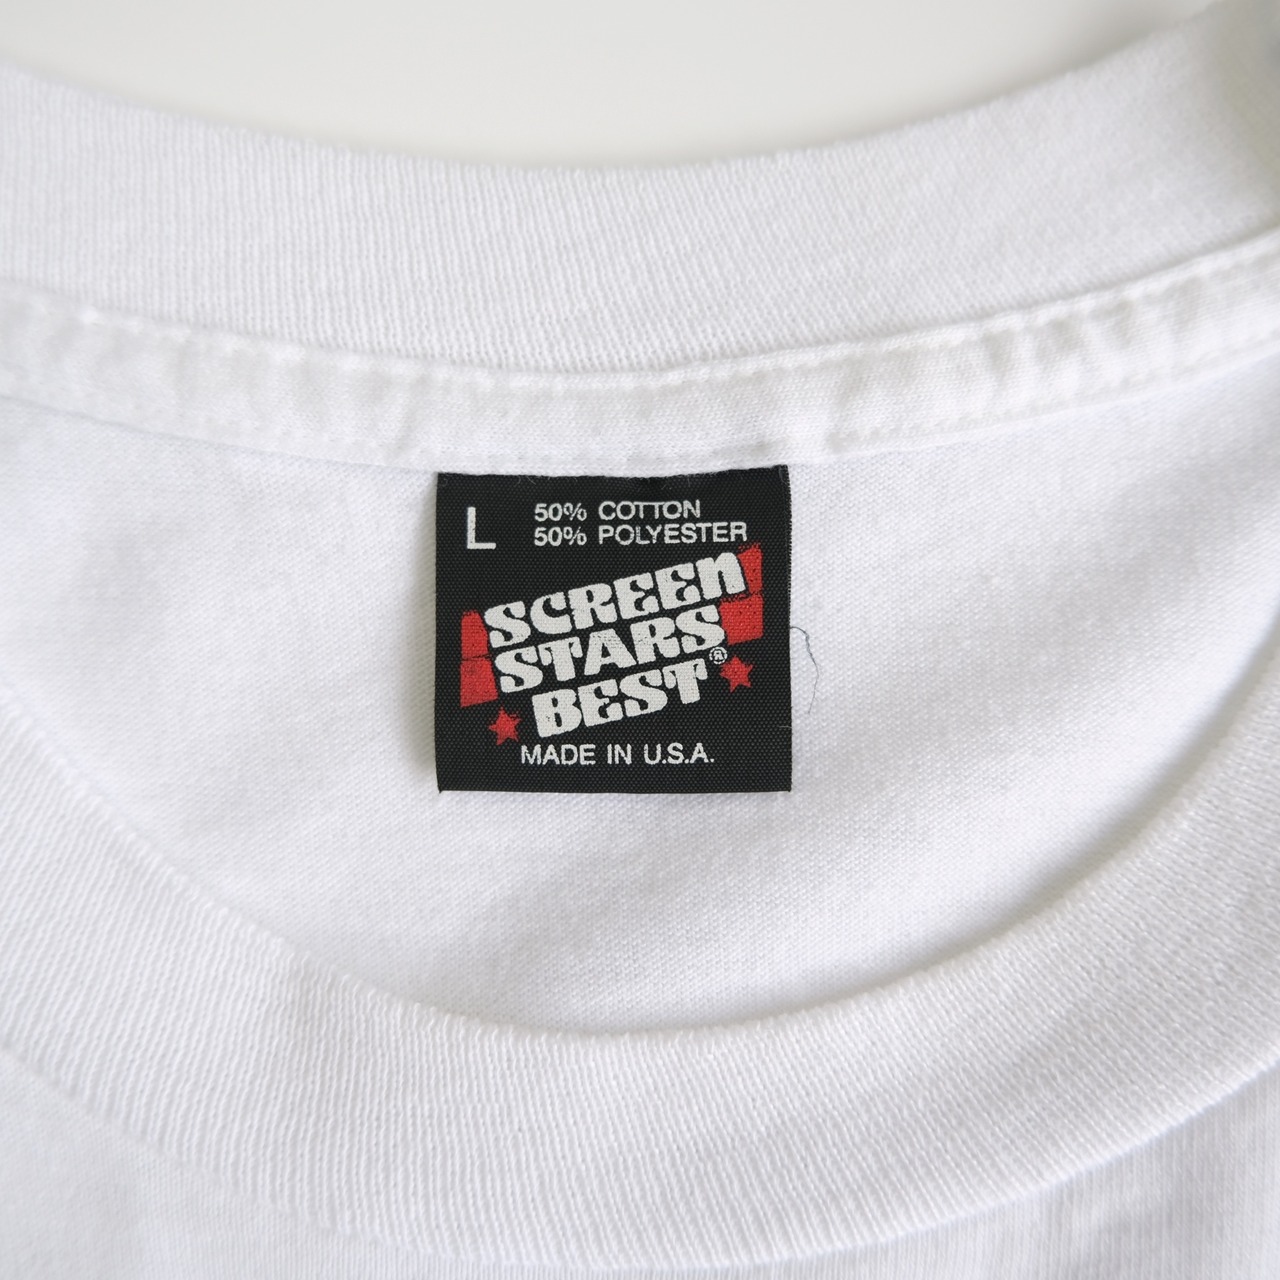 L
50% COTTON
50% POLYESTER
SCREEN
STARS
BEST®
MADE IN U.S.A.